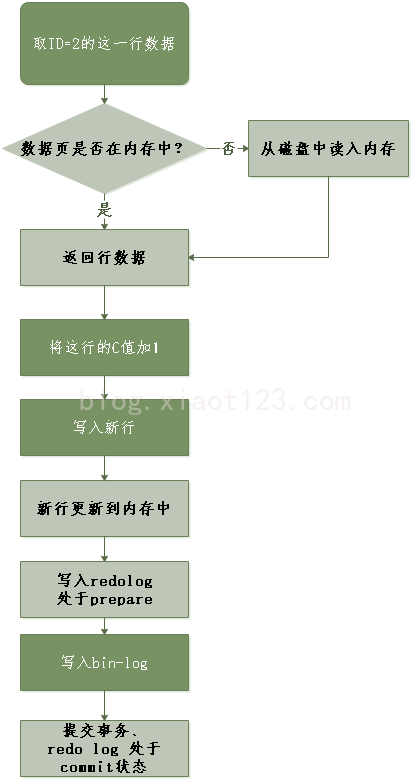 取ID=2的这一行数据
数据页是否在内存中？
否
从磁盘中读入内存
是
返回行数据
将这行的C值加1
blog.xiaot123.com
写入新行
新行更新到内存中
写入redolog
处于prepare
写入bin-log
提交事务、
redo log 处于
commit状态